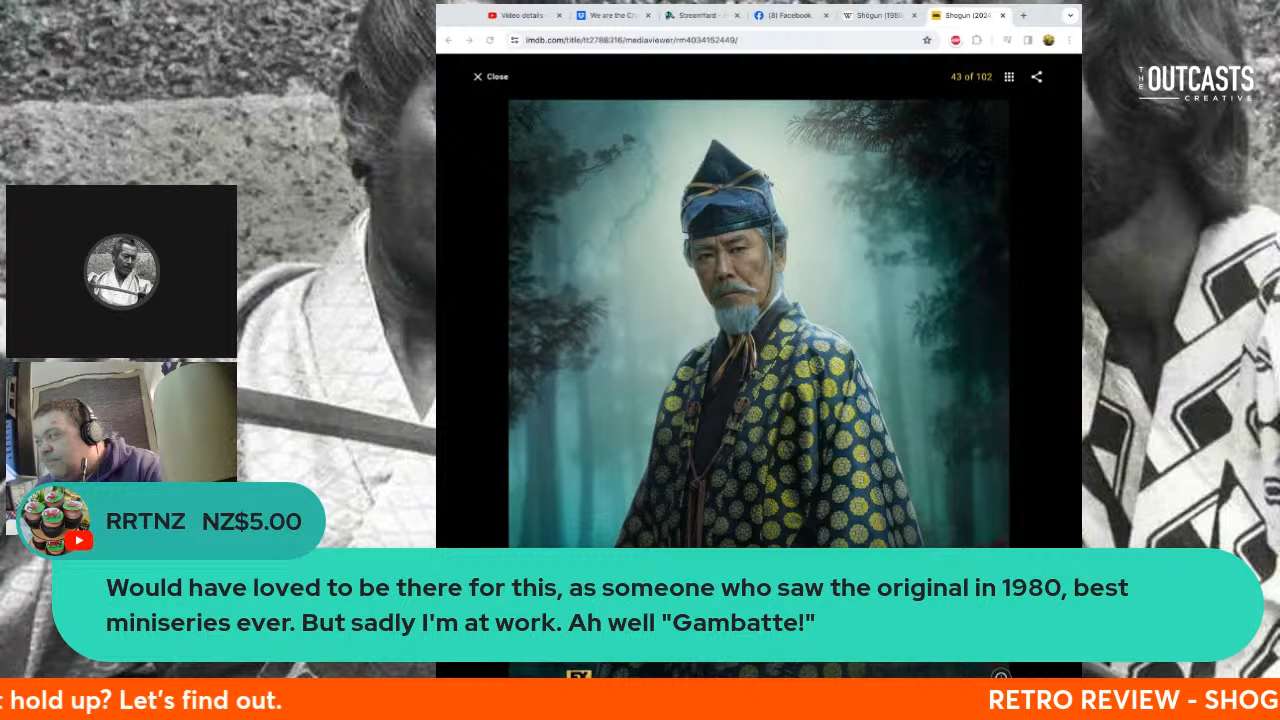 Video details
We are the Cr
StreamYard -
(8) Facebook
Shōgun (1980
Shogun (2024
imdb.com/title/tt2788316/mediaviewer/rm4034152449/
Close
43 of 102
THE OUTCASTS
CREATIVE
RRTNZ NZ$5.00
Would have loved to be there for this, as someone who saw the original in 1980, best
miniseries ever. But sadly I'm at work. Ah well "Gambatte!"
hold up? Let's find out.
RETRO REVIEW - SHOG